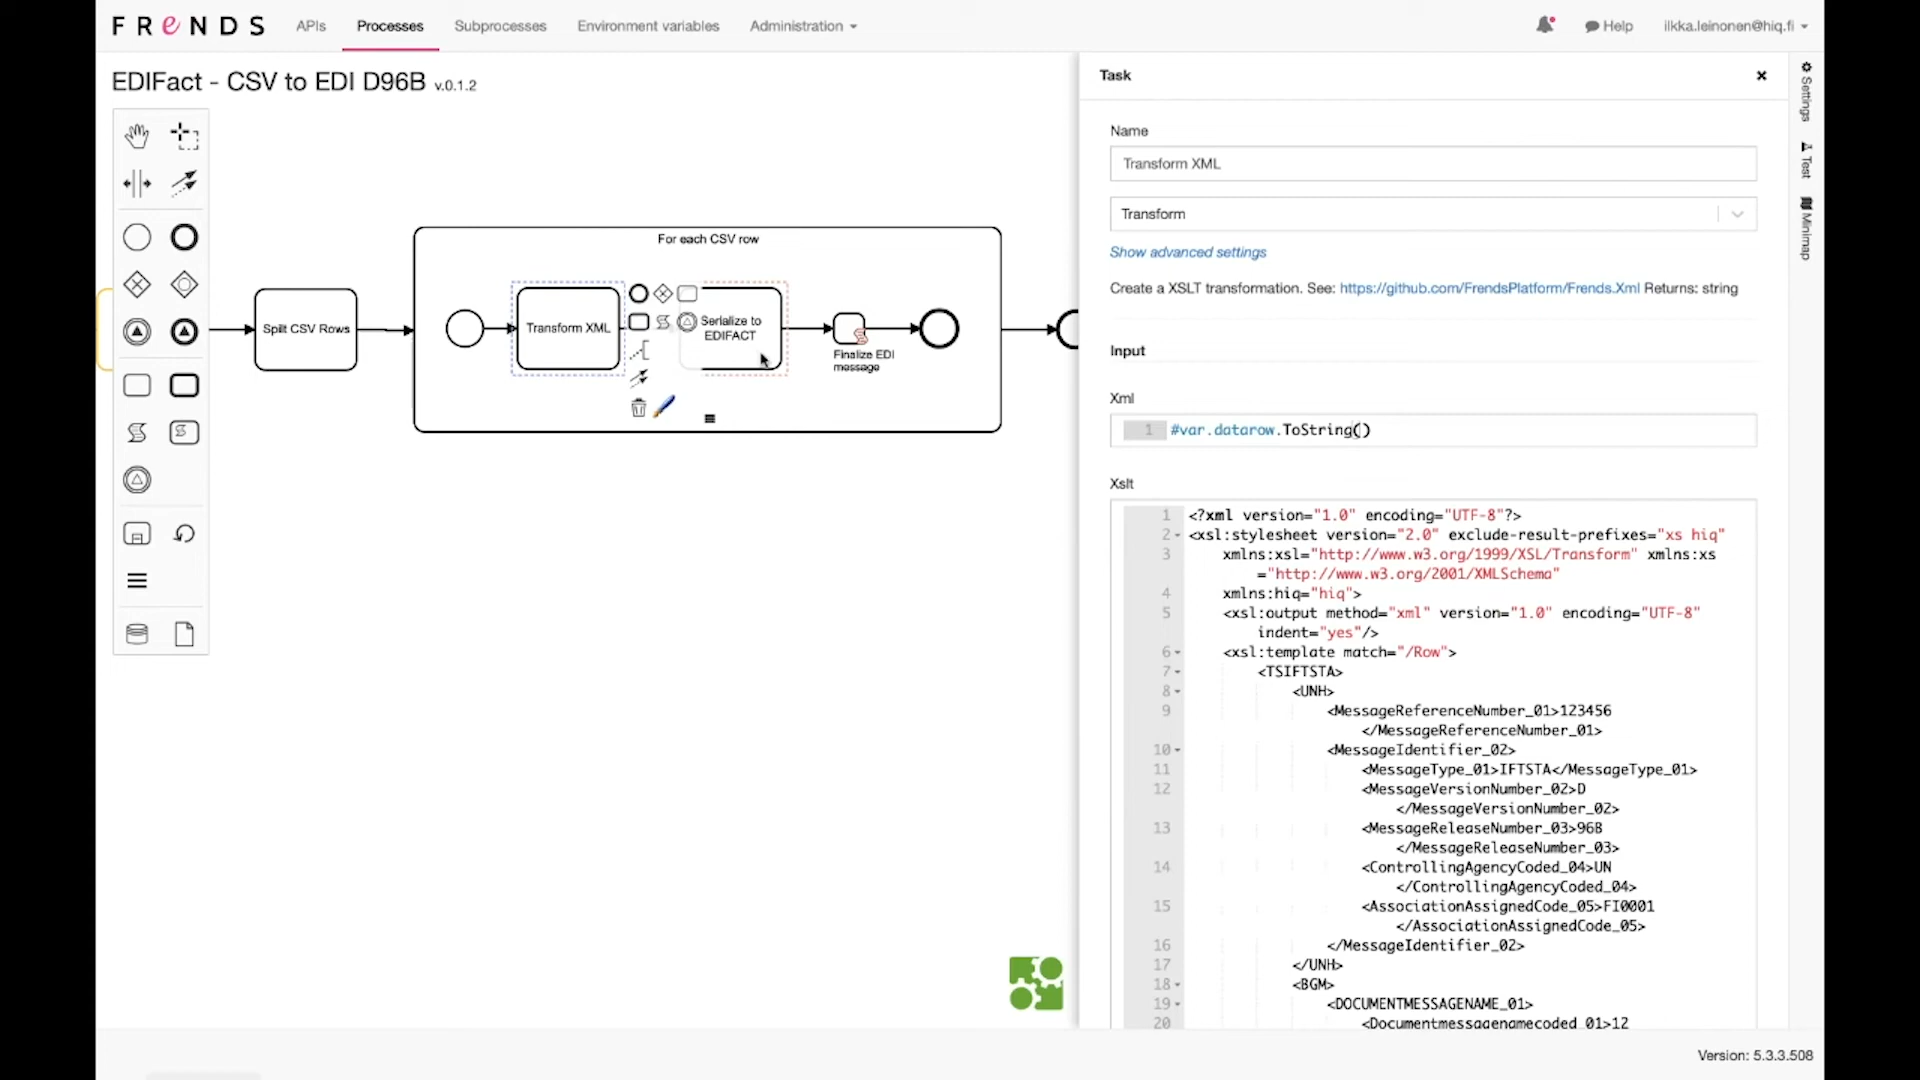 FRENDS
APIs
Processes
Subprocesses
Environment variables
Administration
Help
ilkka.leinonen@hiq.fi
EDIFact - CSV to EDI D96B v.0.1.2
For each CSV row
Split CSV Rows
Transform XML
Serialize to
EDIFACT
Finalize EDI
message
Task
Name
Transform XML
Transform
Show advanced settings
Create a XSLT transformation. See: https://github.com/FrendsPlatform/Frends.Xml Returns: string
Input
Xml
1 #var.datarow.ToString()
Xslt
1 <?xml version="1.0" encoding="UTF-8"?>
2 <xsl:stylesheet version="2.0" exclude-result-prefixes="xs hiq"
3 xmlns:xsl="http://www.w3.org/1999/XSL/Transform" xmlns:xs
="http://www.w3.org/2001/XMLSchema"
4 xmlns:hiq="hiq">
5 <xsl:output method="xml" version="1.0" encoding="UTF-8"
indent="yes"/>
6 <xsl:template match="/Row">
7 <TSIFTSTA>
8 <UNH>
9 <MessageReferenceNumber_01>123456
</MessageReferenceNumber_01>
10 <MessageIdentifier_02>
11 <MessageType_01>IFTSTA</MessageType_01>
12 <MessageVersionNumber_02>D
</MessageVersionNumber_02>
13 <MessageReleaseNumber_03>96B
</MessageReleaseNumber_03>
14 <ControllingAgencyCoded_04>UN
</ControllingAgencyCoded_04>
15 <AssociationAssignedCode_05>FI0001
</AssociationAssignedCode_05>
16 </MessageIdentifier_02>
17 </UNH>
18 <BGM>
19 <DOCUMENTMESSAGENAME_01>
20 <Documentmessagenamecoded_01>12
Settings
Test
Minimap
Version: 5.3.3.508